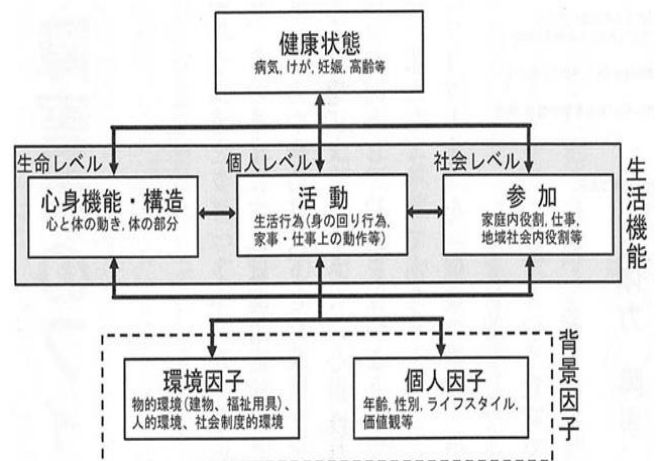 健康状態
病気, けが, 妊娠, 高齢等
生命レベル
個人レベル
社会レベル
生活機能
心身機能・構造
心と体の動き, 体の部分
活 動
生活行為(身の回り行為,
家事・仕事上の動作等)
参 加
家庭内役割, 仕事,
地域社会内役割等
背景因子
環境因子
物的環境(建物、福祉用具)、
人的環境、社会制度的環境
個人因子
年齢, 性別, ライフスタイル,
価値観等